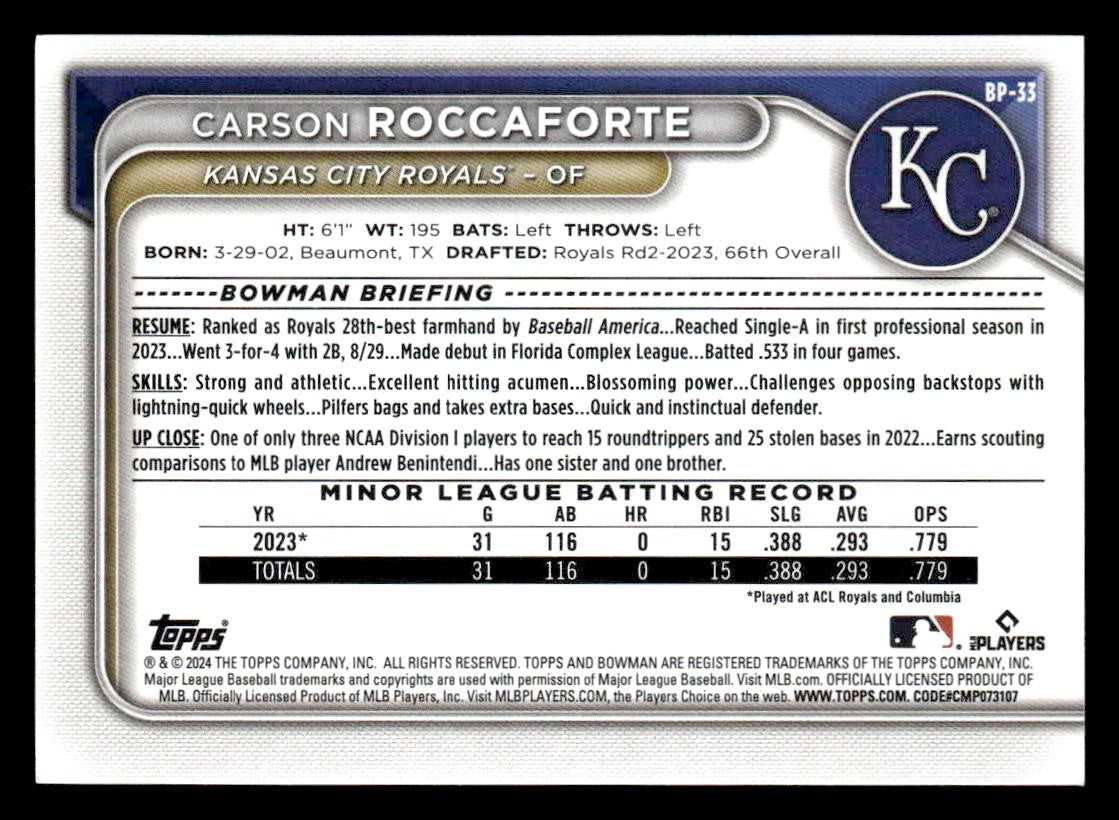 BP-33
CARSON ROCCAFORTE
KC
KANSAS CITY ROYALS™ – OF
HT: 6'1" WT: 195 BATS: Left THROWS: Left
BORN: 3-29-02, Beaumont, TX DRAFTED: Royals Rd2-2023, 66th Overall
BOWMAN BRIEFING
RESUME: Ranked as Royals 28th-best farmhand by Baseball America...Reached Single-A in first professional season in
2023...Went 3-for-4 with 2B, 8/29...Made debut in Florida Complex League...Batted .533 in four games.
SKILLS: Strong and athletic...Excellent hitting acumen...Blossoming power...Challenges opposing backstops with
lightning-quick wheels...Pilfers bags and takes extra bases...Quick and instinctual defender.
UP CLOSE: One of only three NCAA Division I players to reach 15 roundtrippers and 25 stolen bases in 2022...Earns scouting
comparisons to MLB player Andrew Benintendi...Has one sister and one brother.
MINOR LEAGUE BATTING RECORD
YR G AB HR RBI SLG AVG OPS
2023* 31 116 0 15 .388 .293 .779
TOTALS 31 116 0 15 .388 .293 .779
*Played at ACL Royals and Columbia
Topps® MLB PLAYERS
® & © 2024 THE TOPPS COMPANY, INC. ALL RIGHTS RESERVED. TOPPS AND BOWMAN ARE REGISTERED TRADEMARKS OF THE TOPPS COMPANY, INC.
Major League Baseball trademarks and copyrights are used with permission of Major League Baseball. Visit MLB.com. OFFICIALLY LICENSED PRODUCT OF
MLB. Officially Licensed Product of MLB Players, Inc. Visit MLBPLAYERS.COM, the Players Choice on the web. WWW.TOPPS.COM. CODE#CMP073107